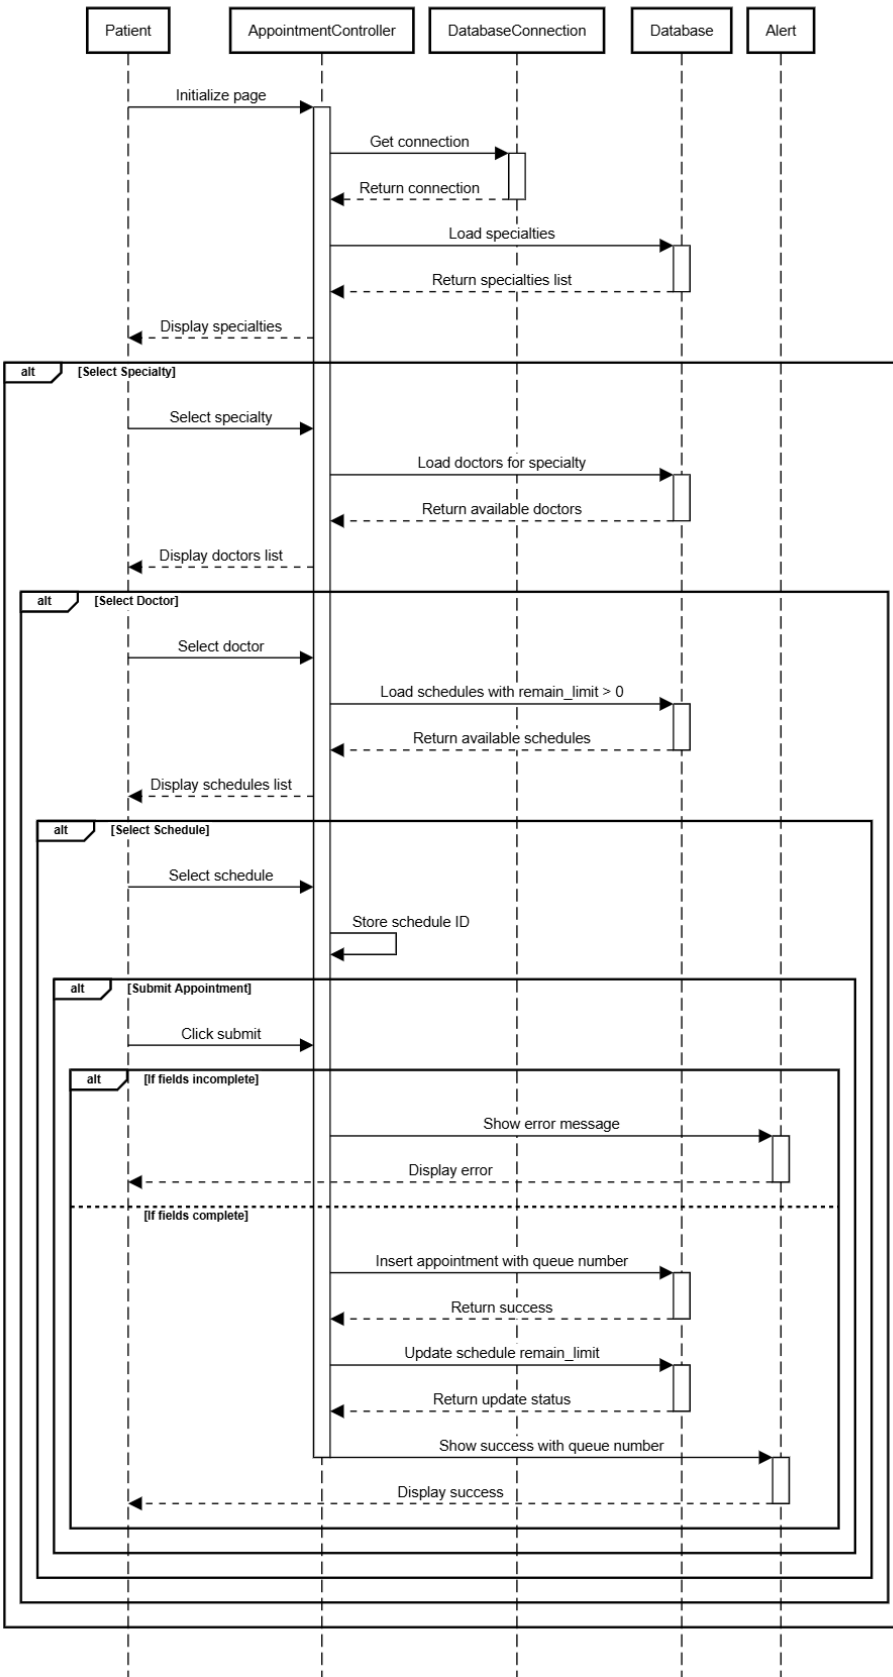 Patient
AppointmentController
DatabaseConnection
Database
Alert
Initialize page
Get connection
Return connection
Load specialties
Return specialties list
Display specialties
alt [Select Specialty]
Select specialty
Load doctors for specialty
Return available doctors
Display doctors list
alt [Select Doctor]
Select doctor
Load schedules with remain_limit > 0
Return available schedules
Display schedules list
alt [Select Schedule]
Select schedule
Store schedule ID
alt [Submit Appointment]
Click submit
alt [If fields incomplete]
Show error message
Display error
[If fields complete]
Insert appointment with queue number
Return success
Update schedule remain_limit
Return update status
Show success with queue number
Display success